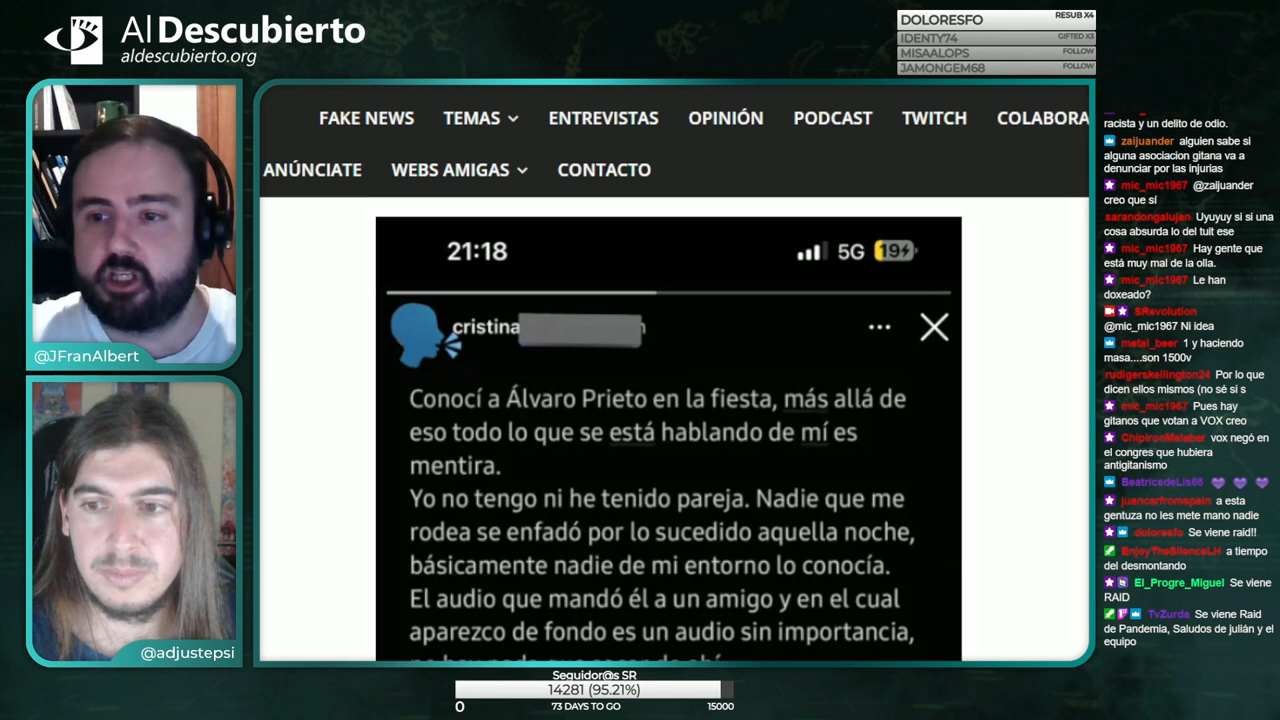 Al Descubierto
aldescubierto.org
DOLORESFO RESUB X4
IDENTY74 GIFTED X3
MISAALOPS FOLLOW
JAMONGEM68 FOLLOW
@JFranAlbert
@adjustepsi
FAKE NEWS TEMAS ENTREVISTAS OPINIÓN PODCAST TWITCH COLABORA
ANÚNCIATE WEBS AMIGAS CONTACTO
21:18 5G 19
cristina
Conocí a Álvaro Prieto en la fiesta, más allá de
eso todo lo que se está hablando de mí es
mentira.
Yo no tengo ni he tenido pareja. Nadie que me
rodea se enfadó por lo sucedido aquella noche,
básicamente nadie de mi entorno lo conocía.
El audio que mandó él a un amigo y en el cual
aparezco de fondo es un audio sin importancia,
racista y un delito de odio.
zaijuander alguien sabe si
alguna asociacion gitana va a
denunciar por las injurias
mic_mic1967 @zaijuander
creo que sí
sarandongalujan Uyuyuy si si una
cosa absurda lo del tuit ese
mic_mic1967 Hay gente que
está muy mal de la olla.
mic_mic1967 Le han
doxeado?
SRevolution
@mic_mic1967 Ni idea
metal_beer 1 y haciendo
masa....son 1500v
rudigerskellington24 Por lo que
dicen ellos mismos (no sé si s
mic_mic1967 Pues hay
gitanos que votan a VOX creo
ChipironMalaber vox negó en
el congres que hubiera
antigitanismo
BeatricedeLis66
juancarfromspain a esta
gentuza no les mete mano nadie
doloresfo Se viene raid!!
EnjoyTheSilenceLH a tiempo
del desmontando
El_Progre_Miguel Se viene
RAID
TvZurda Se viene Raid
de Pandemia, Saludos de julián y el
equipo
Seguidor@s SR
14281 (95.21%)
0 73 DAYS TO GO 15000